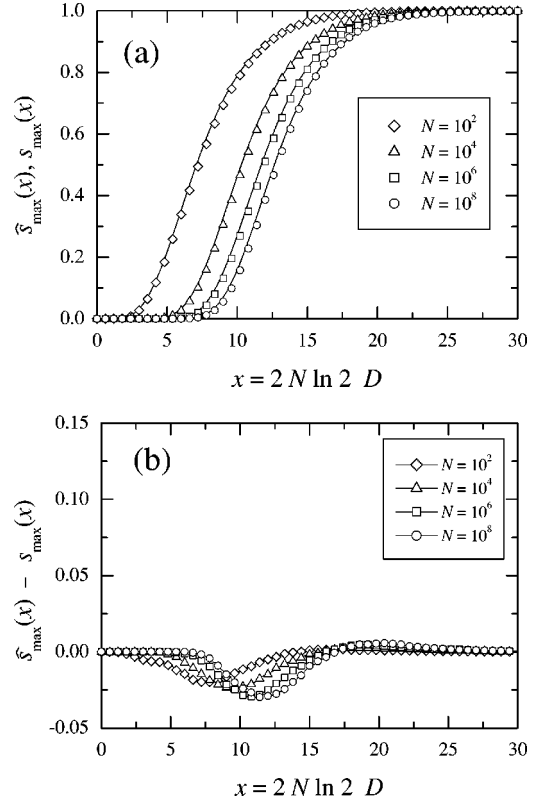 (a)
ŝmax(x), smax(x)
1.0
0.8
0.6
0.4
0.2
0.0
N = 10²
N = 10⁴
N = 10⁶
N = 10⁸
0 5 10 15 20 25 30
x = 2 N ln 2 D
(b)
ŝmax(x) − smax(x)
0.15
0.10
0.05
0.00
-0.05
N = 10²
N = 10⁴
N = 10⁶
N = 10⁸
0 5 10 15 20 25 30
x = 2 N ln 2 D